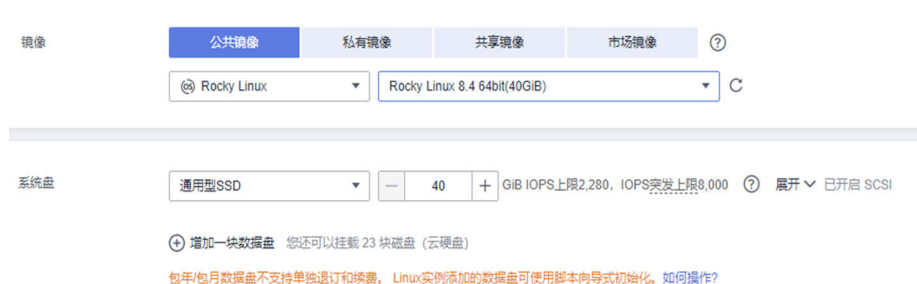 镜像 公共镜像 私有镜像 共享镜像 市场镜像 ?
Rocky Linux Rocky Linux 8.4 64bit(40GiB)
系统盘 通用型SSD — 40 + GiB IOPS上限2,280，IOPS突发上限8,000 ? 展开 已开启 SCSI
增加一块数据盘 您还可以挂载 23 块磁盘（云硬盘）
包年/包月数据盘不支持单独退订和续费。 Linux实例添加的数据盘可使用脚本向导式初始化。如何操作?